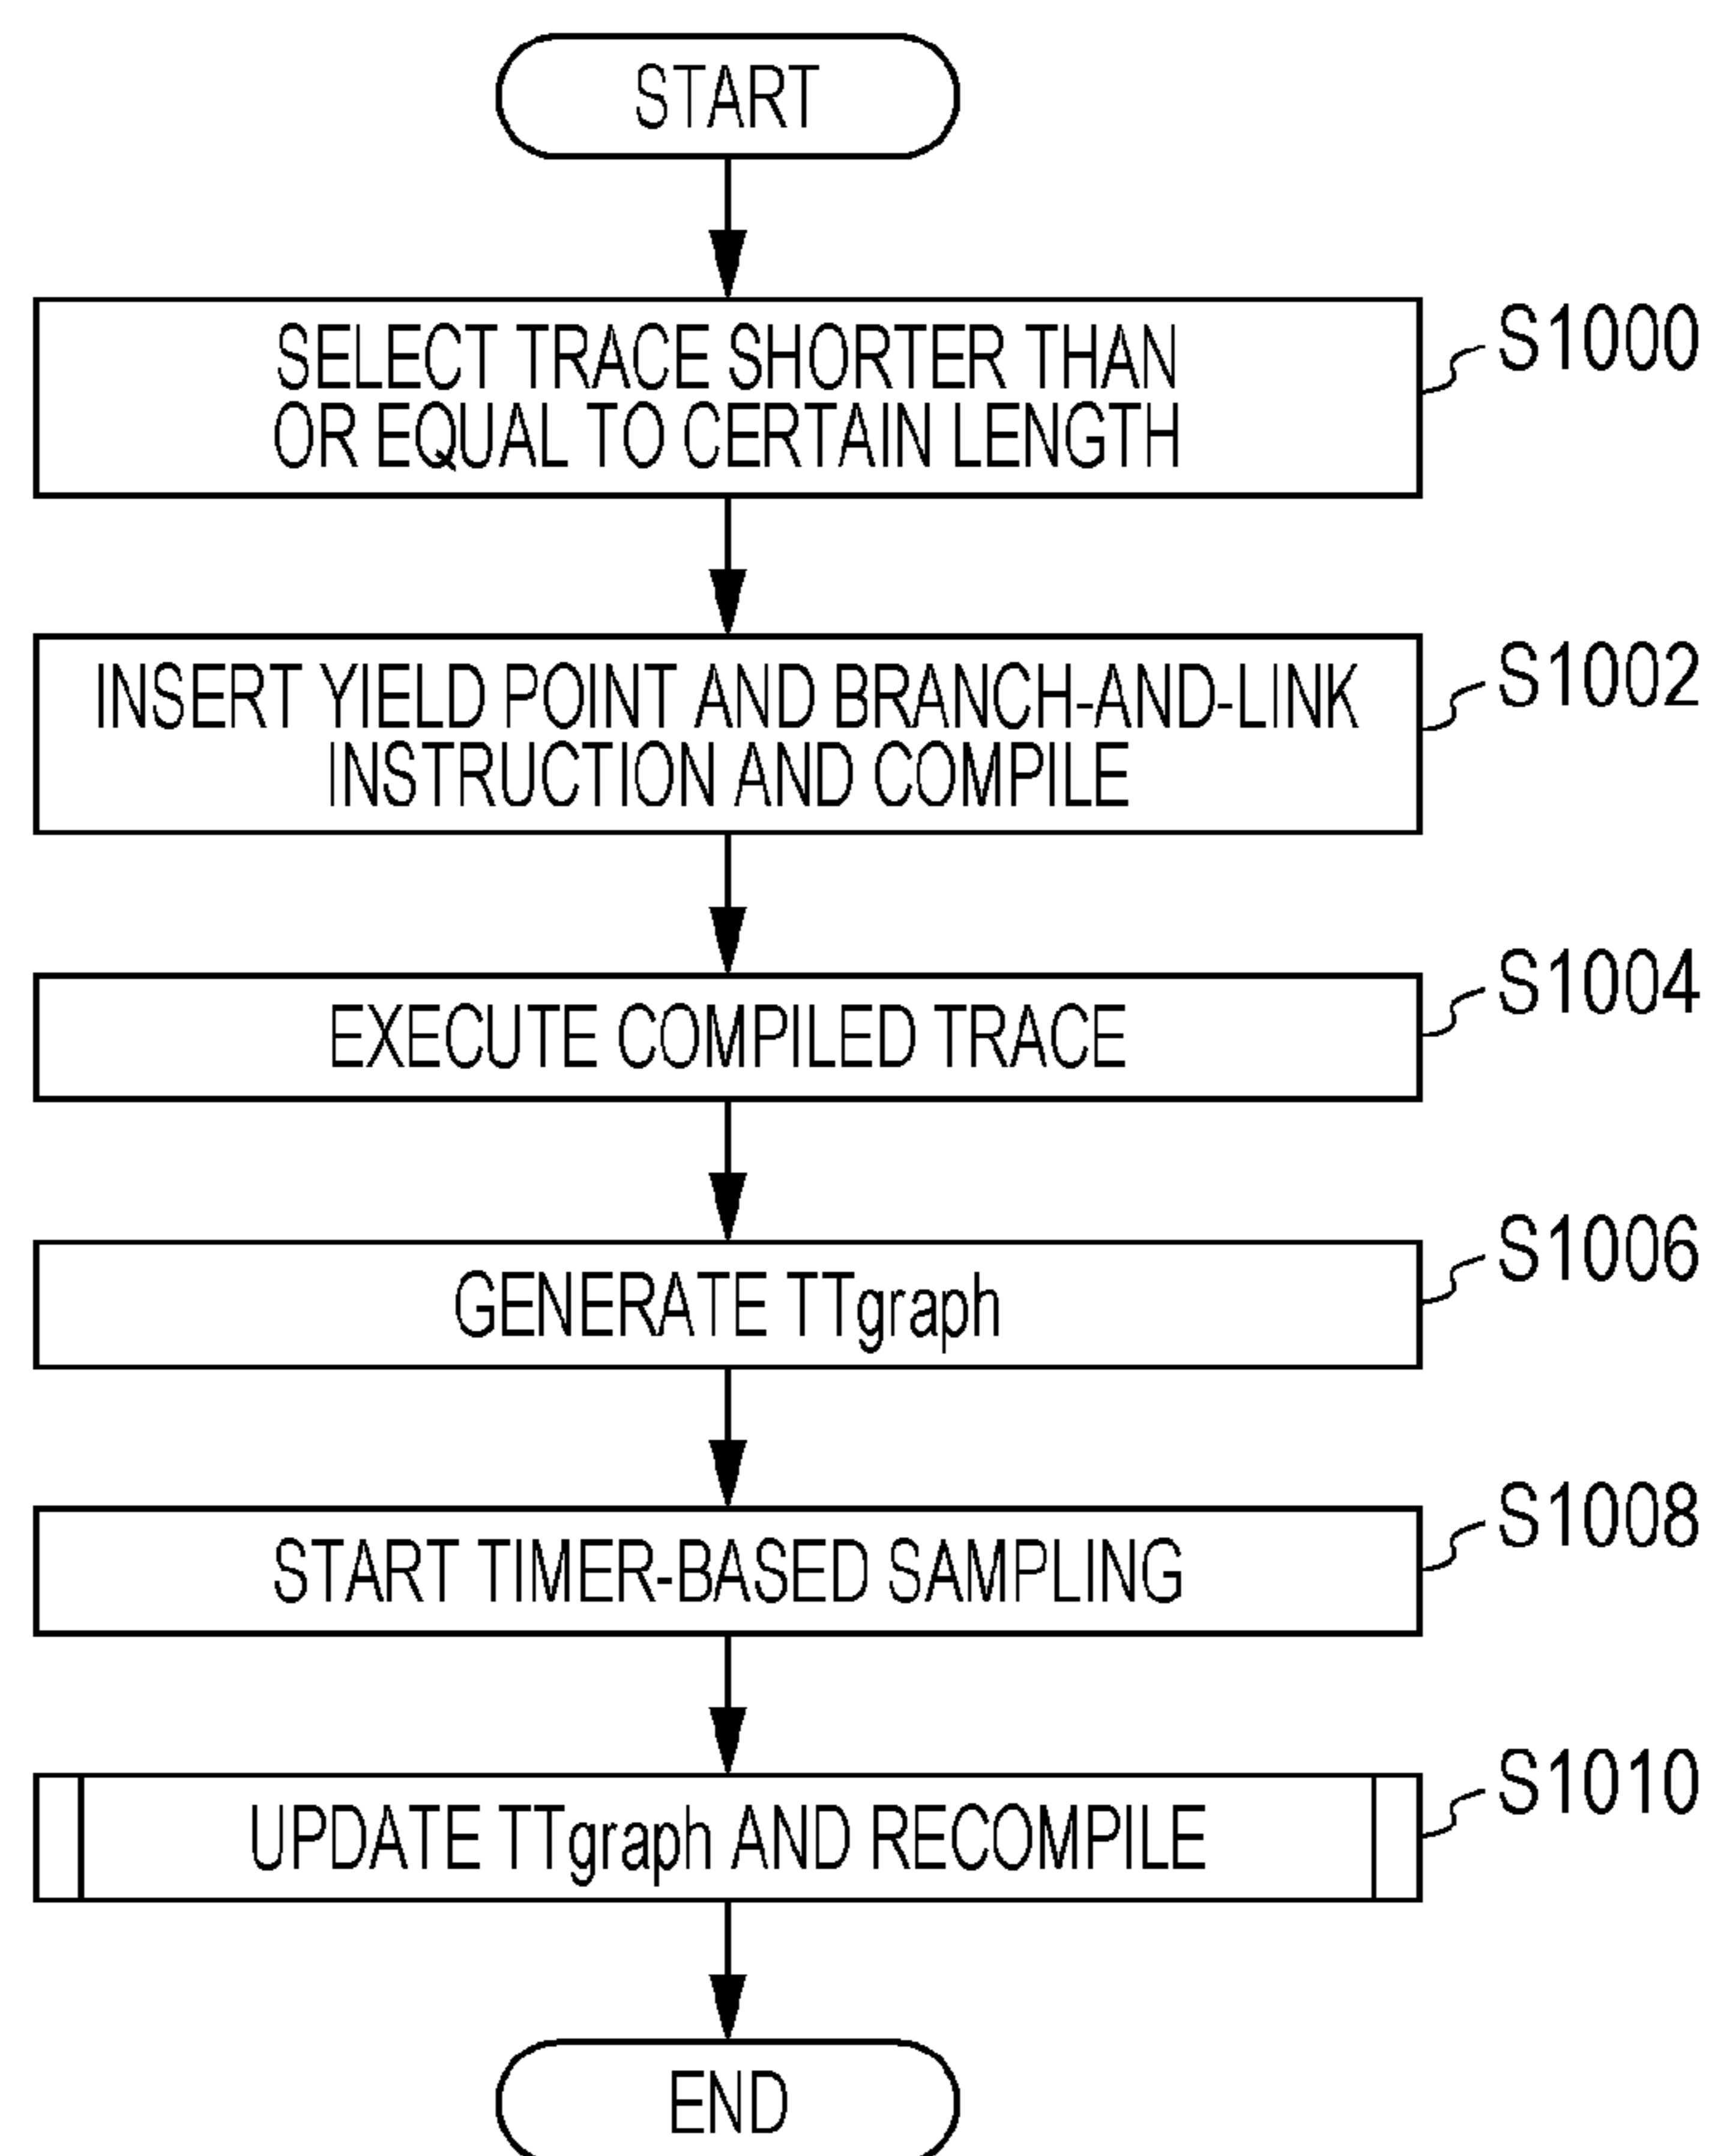 START
SELECT TRACE SHORTER THAN
OR EQUAL TO CERTAIN LENGTH
S1000
INSERT YIELD POINT AND BRANCH-AND-LINK
INSTRUCTION AND COMPILE
S1002
EXECUTE COMPILED TRACE
S1004
GENERATE TTgraph
S1006
START TIMER-BASED SAMPLING
S1008
UPDATE TTgraph AND RECOMPILE
S1010
END